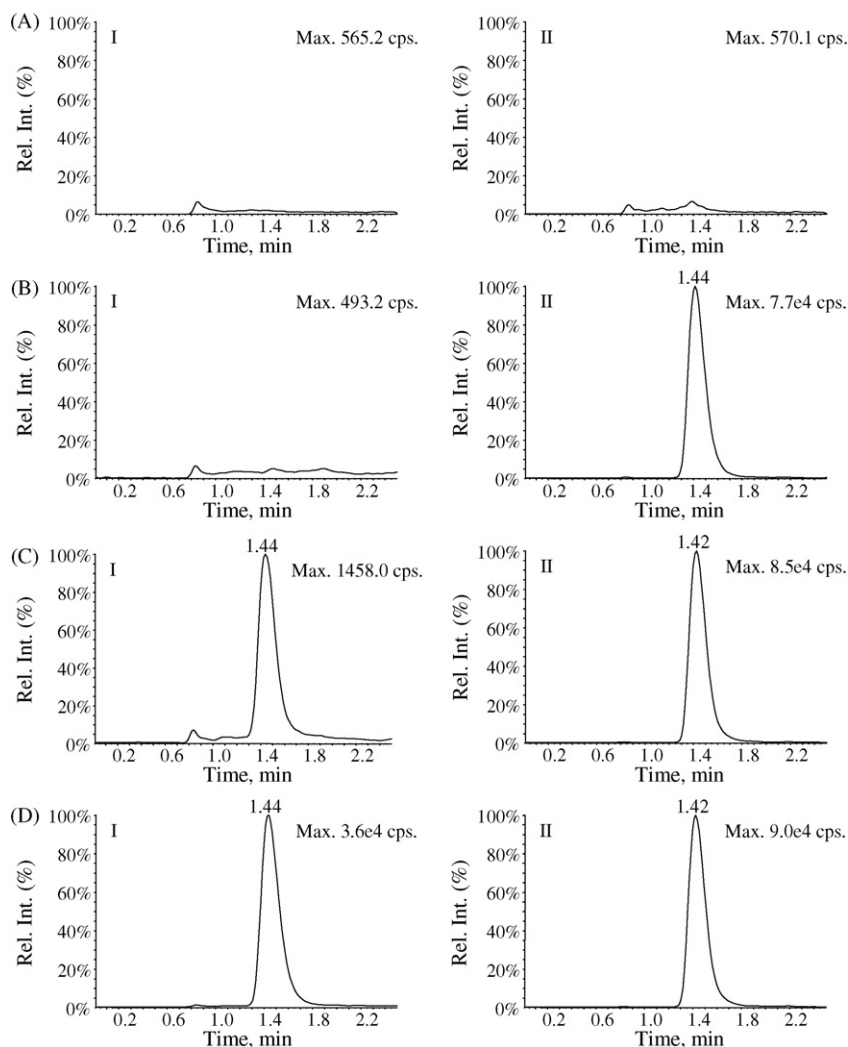 (A)
I
Max. 565.2 cps.
Rel. Int. (%)
100%
80%
60%
40%
20%
0%
0.2 0.6 1.0 1.4 1.8 2.2
Time, min
II
Max. 570.1 cps.
Rel. Int. (%)
100%
80%
60%
40%
20%
0%
0.2 0.6 1.0 1.4 1.8 2.2
Time, min
(B)
I
Max. 493.2 cps.
Rel. Int. (%)
100%
80%
60%
40%
20%
0%
0.2 0.6 1.0 1.4 1.8 2.2
Time, min
1.44
II
Max. 7.7e4 cps.
Rel. Int. (%)
100%
80%
60%
40%
20%
0%
0.2 0.6 1.0 1.4 1.8 2.2
Time, min
(C)
1.44
I
Max. 1458.0 cps.
Rel. Int. (%)
100%
80%
60%
40%
20%
0%
0.2 0.6 1.0 1.4 1.8 2.2
Time, min
1.42
II
Max. 8.5e4 cps.
Rel. Int. (%)
100%
80%
60%
40%
20%
0%
0.2 0.6 1.0 1.4 1.8 2.2
Time, min
(D)
1.44
I
Max. 3.6e4 cps.
Rel. Int. (%)
100%
80%
60%
40%
20%
0%
0.2 0.6 1.0 1.4 1.8 2.2
Time, min
1.42
II
Max. 9.0e4 cps.
Rel. Int. (%)
100%
80%
60%
40%
20%
0%
0.2 0.6 1.0 1.4 1.8 2.2
Time, min